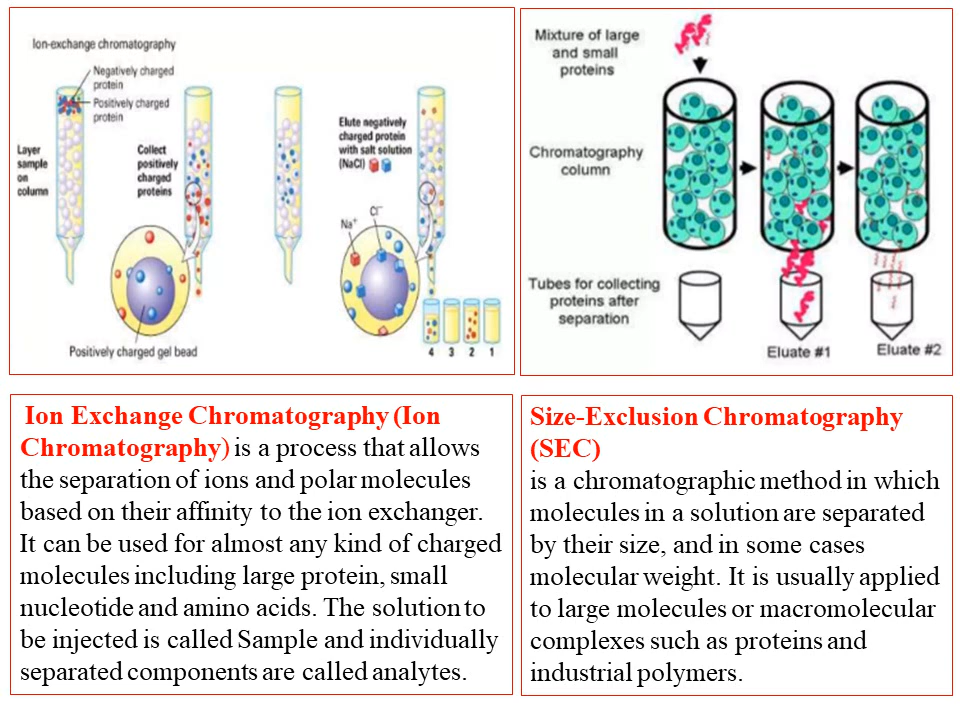 Ion-exchange chromatography
Negatively charged
protein
Positively charged
protein
Layer
sample
on
column
Collect
positively
charged
proteins
Elute negatively
charged protein
with salt solution
(NaCl)
Na⁺
Cl⁻
Positively charged gel bead
4 3 2 1
Mixture of large
and small
proteins
Chromatography
column
Tubes for collecting
proteins after
separation
Eluate #1
Eluate #2
Ion Exchange Chromatography (Ion
Chromatography) is a process that allows
the separation of ions and polar molecules
based on their affinity to the ion exchanger.
It can be used for almost any kind of charged
molecules including large protein, small
nucleotide and amino acids. The solution to
be injected is called Sample and individually
separated components are called analytes.
Size-Exclusion Chromatography
(SEC)
is a chromatographic method in which
molecules in a solution are separated
by their size, and in some cases
molecular weight. It is usually applied
to large molecules or macromolecular
complexes such as proteins and
industrial polymers.